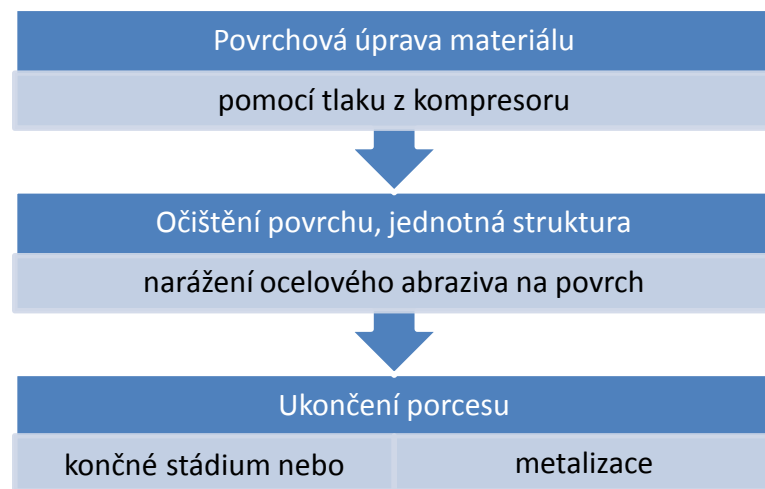 Povrchová úprava materiálu
pomocí tlaku z kompresoru
Očištění povrchu, jednotná struktura
narážení ocelového abraziva na povrch
Ukončení porcesu
končné stádium nebo
metalizace